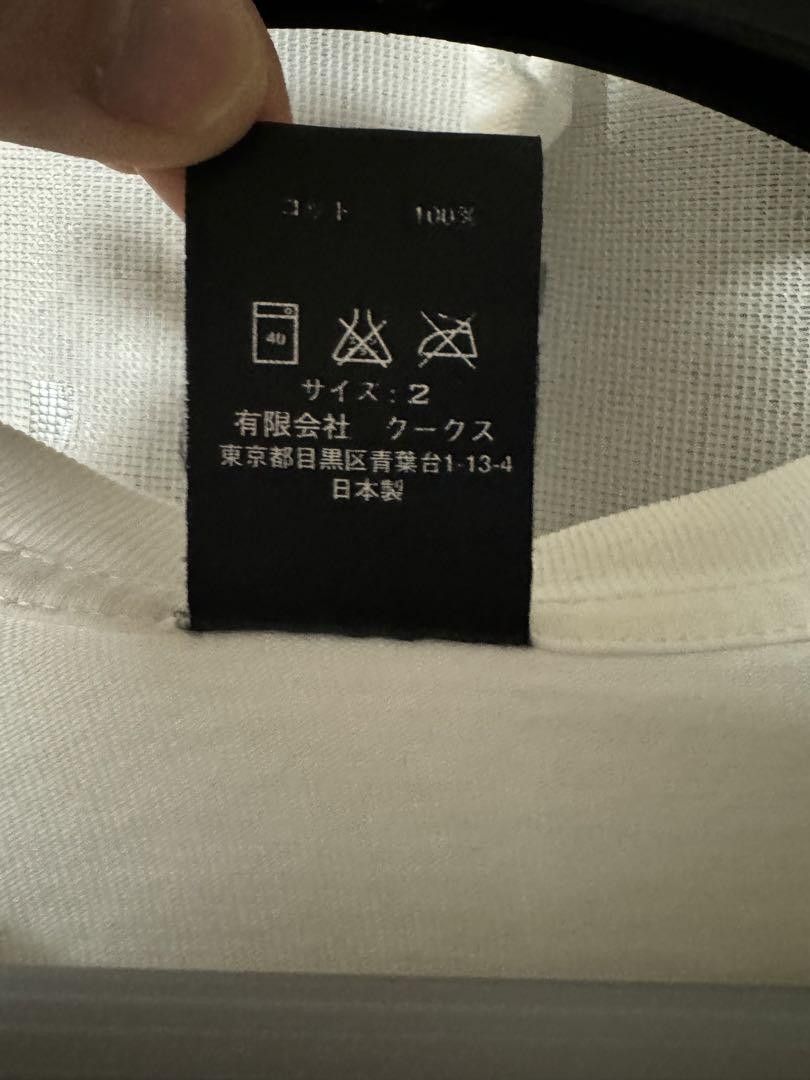 コット 100%
40
サイズ : 2
有限会社 クークス
東京都目黒区青葉台1-13-4
日本製